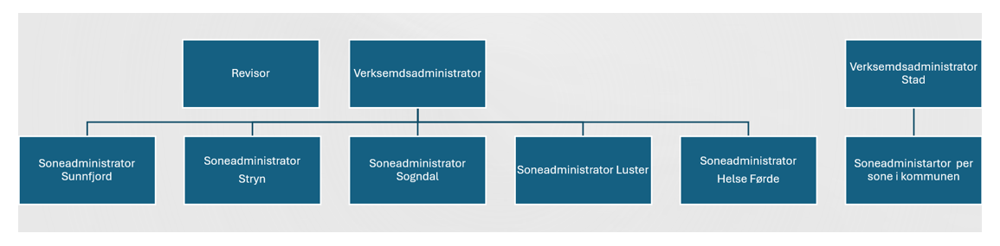 Revisor
Verksemdsadministrator
Verksemdsadministrator
Stad
Soneadministrator
Sunnfjord
Soneadministrator
Stryn
Soneadministrator
Sogndal
Soneadministrator Luster
Soneadministrator
Helse Førde
Soneadministartor per
sone i kommunen